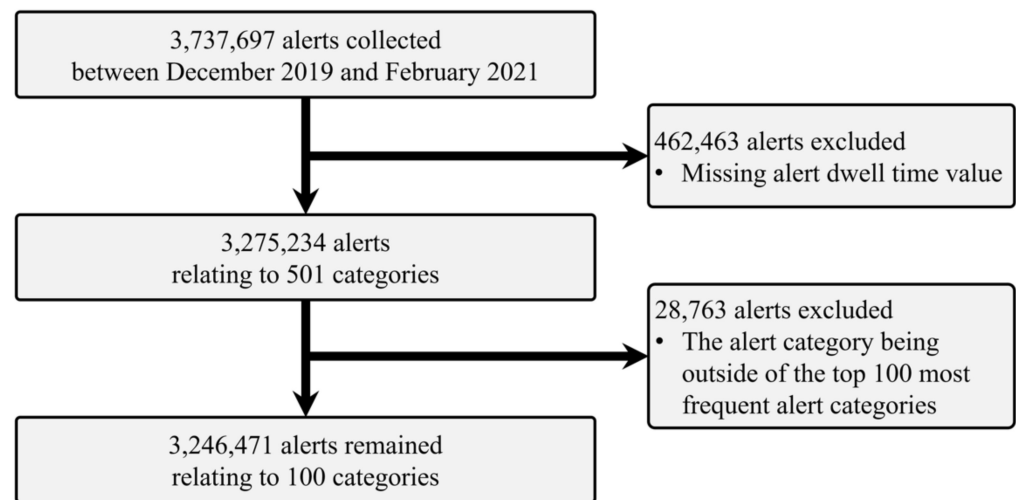 3,737,697 alerts collected
between December 2019 and February 2021
462,463 alerts excluded
• Missing alert dwell time value
3,275,234 alerts
relating to 501 categories
28,763 alerts excluded
• The alert category being
outside of the top 100 most
frequent alert categories
3,246,471 alerts remained
relating to 100 categories